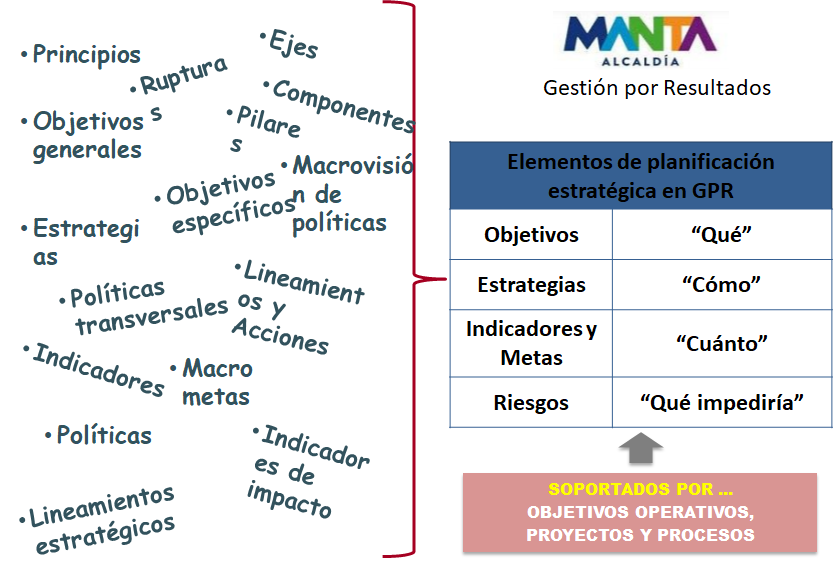 • Principios
• Ruptura
s
• Ejes
• Componentes
• Objetivos
generales
• Pilare
s
• Macrovisió
n de
políticas
• Objetivos
específicos
• Estrategi
as
• Políticas
transversales
• Lineamient
os y
Acciones
• Indicadores
• Macro
metas
• Políticas
• Indicador
es de
impacto
• Lineamientos
estratégicos
MANTA
ALCALDÍA
Gestión por Resultados
Elementos de planificación
estratégica en GPR
Objetivos “Qué”
Estrategias “Cómo”
Indicadores y
Metas “Cuánto”
Riesgos “Qué impediría”
SOPORTADOS POR ...
OBJETIVOS OPERATIVOS,
PROYECTOS Y PROCESOS